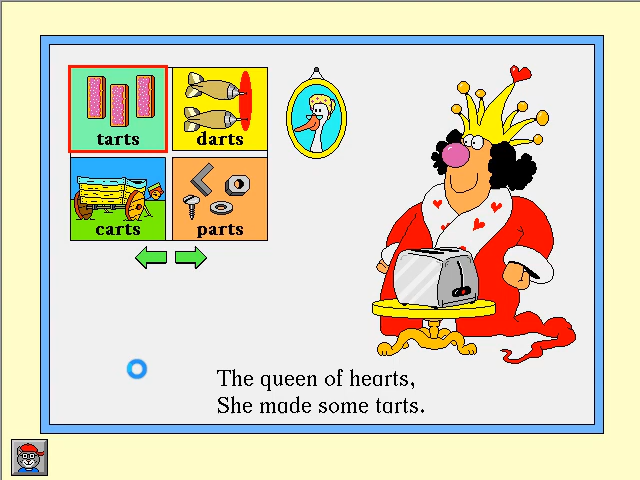 tarts
darts
carts
parts
The queen of hearts,
She made some tarts.